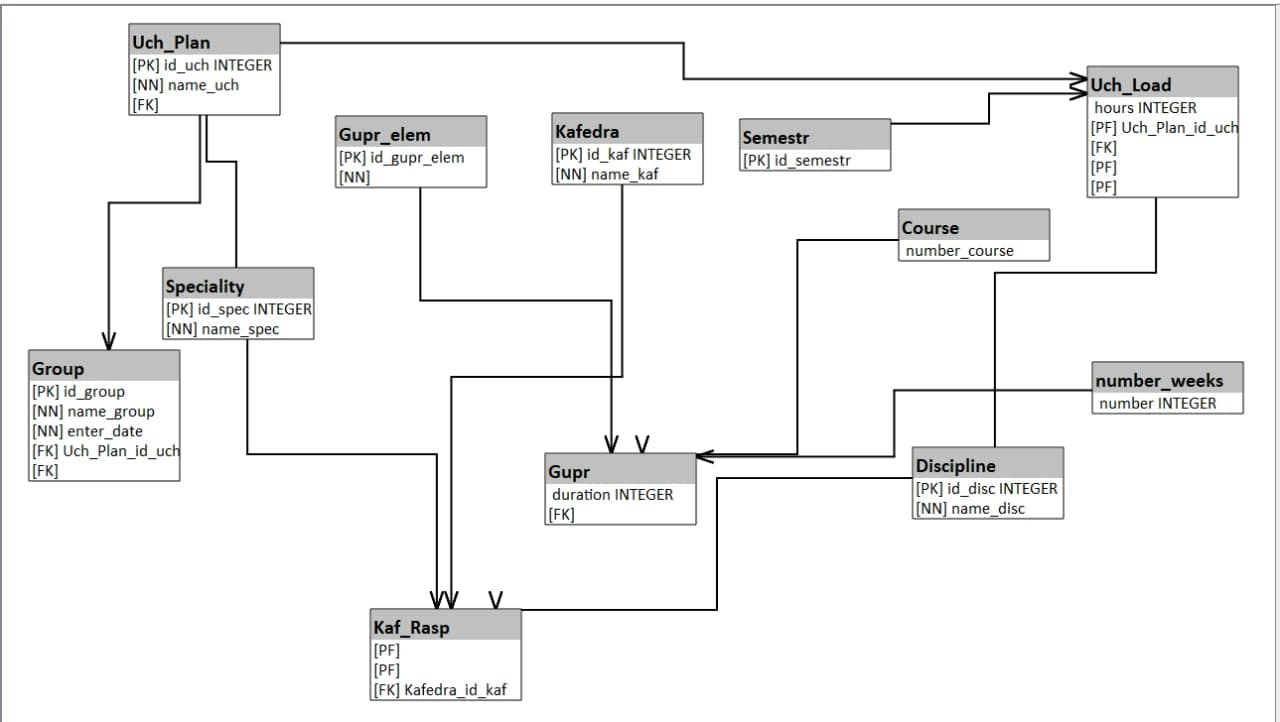 Uch_Plan
[PK] id_uch INTEGER
[NN] name_uch
[FK]
Gupr_elem
[PK] id_gupr_elem
[NN]
Kafedra
[PK] id_kaf INTEGER
[NN] name_kaf
Semestr
[PK] id_semestr
Uch_Load
hours INTEGER
[PF] Uch_Plan_id_uch
[FK]
[PF]
[PF]
Course
number_course
Speciality
[PK] id_spec INTEGER
[NN] name_spec
Group
[PK] id_group
[NN] name_group
[NN] enter_date
[FK] Uch_Plan_id_uch
[FK]
number_weeks
number INTEGER
Gupr
duration INTEGER
[FK]
Discipline
[PK] id_disc INTEGER
[NN] name_disc
Kaf_Rasp
[PF]
[PF]
[FK] Kafedra_id_kaf